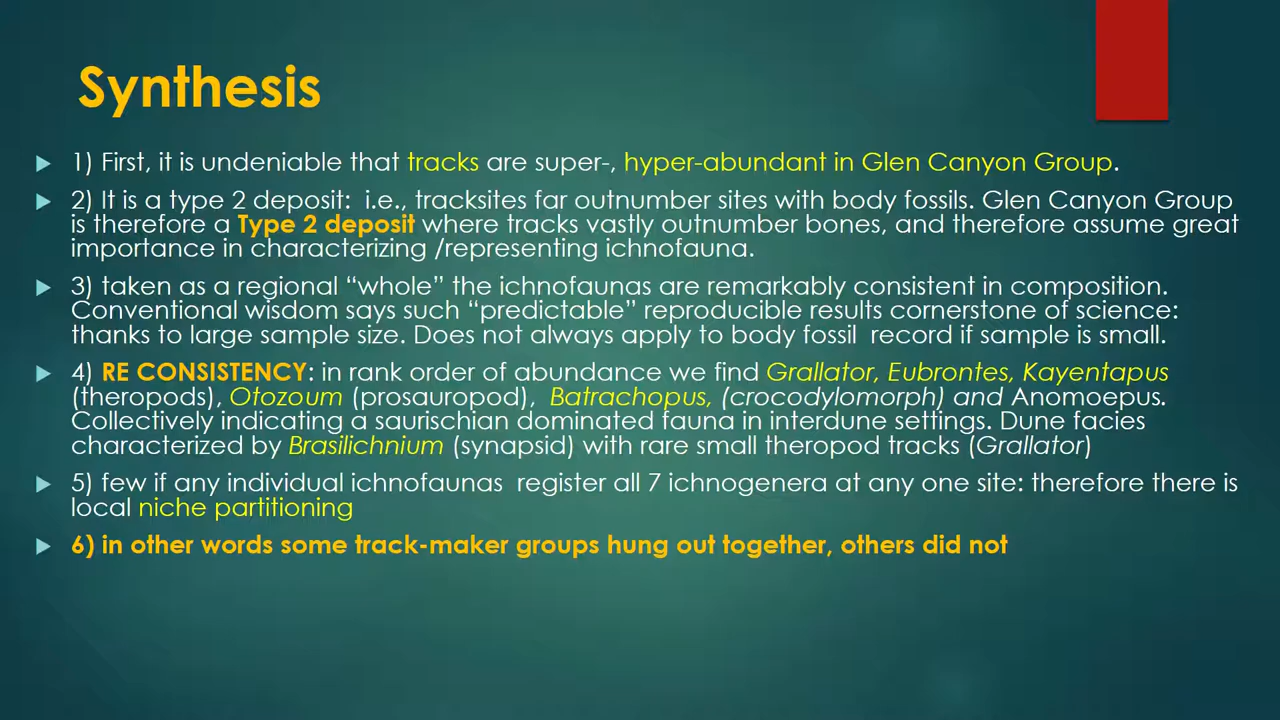 Synthesis
1) First, it is undeniable that tracks are super-, hyper-abundant in Glen Canyon Group.
2) It is a type 2 deposit: i.e., tracksites far outnumber sites with body fossils. Glen Canyon Group
is therefore a Type 2 deposit where tracks vastly outnumber bones, and therefore assume great
importance in characterizing /representing ichnofauna.
3) taken as a regional “whole” the ichnofaunas are remarkably consistent in composition.
Conventional wisdom says such “predictable” reproducible results cornerstone of science:
thanks to large sample size. Does not always apply to body fossil record if sample is small.
4) RE CONSISTENCY: in rank order of abundance we find Grallator, Eubrontes, Kayentapus
(theropods), Otozoum (prosauropod), Batrachopus, (crocodylomorph) and Anomoepus.
Collectively indicating a saurischian dominated fauna in interdune settings. Dune facies
characterized by Brasilichnium (synapsid) with rare small theropod tracks (Grallator)
5) few if any individual ichnofaunas register all 7 ichnogenera at any one site: therefore there is
local niche partitioning
6) in other words some track-maker groups hung out together, others did not